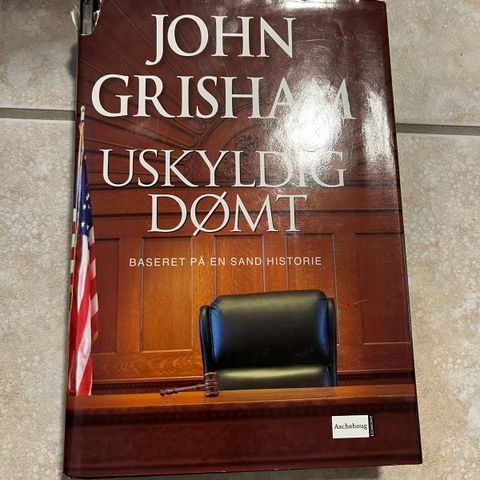 JOHN
GRISHAM
USKYLDIG
DØMT
BASERET PÅ EN SAND HISTORIE
Aschehoug